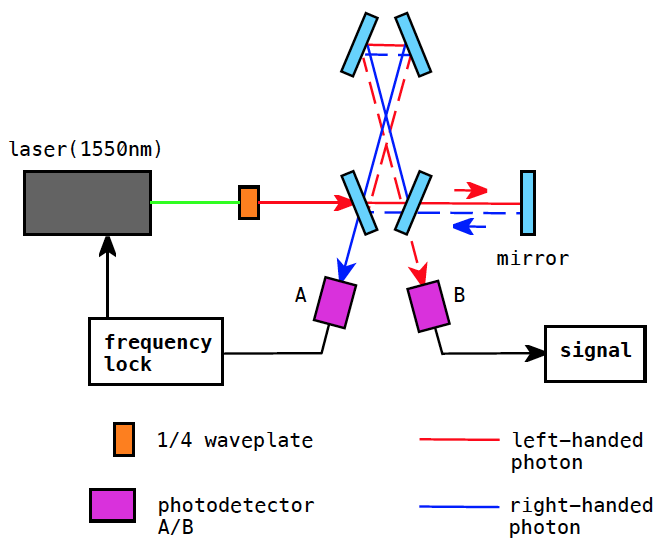 laser(1550nm)
mirror
A
B
frequency
lock
signal
1/4 waveplate
left-handed
photon
photodetector
A/B
right-handed
photon